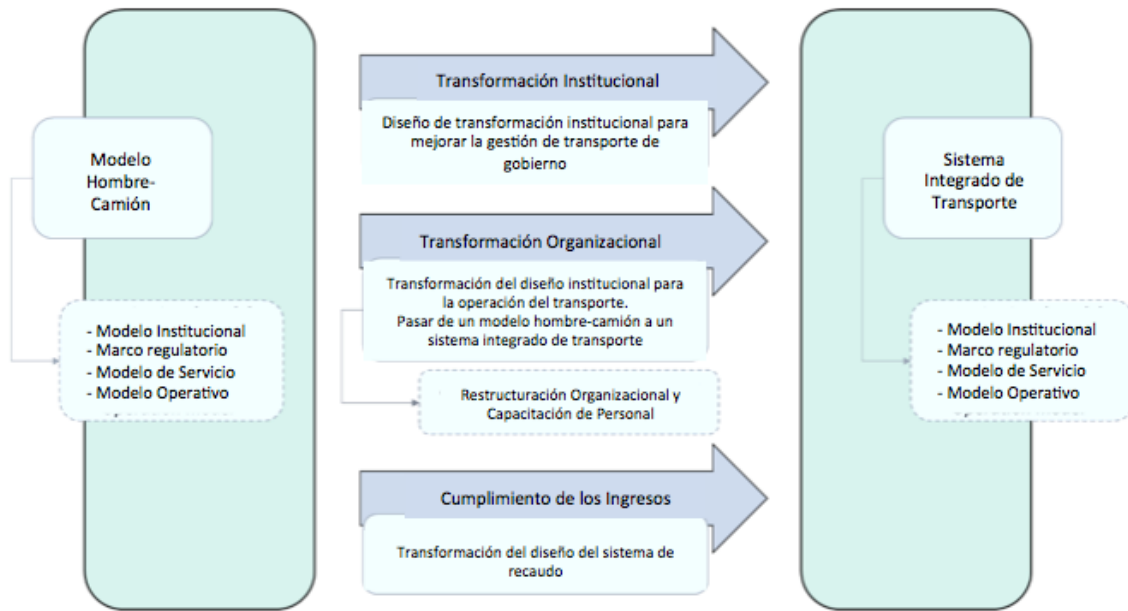 Modelo
Hombre-
Camión
- Modelo Institucional
- Marco regulatorio
- Modelo de Servicio
- Modelo Operativo
Transformación Institucional
Diseño de transformación institucional para
mejorar la gestión de transporte de
gobierno
Transformación Organizacional
Transformación del diseño institucional para
la operación del transporte.
Pasar de un modelo hombre-camión a un
sistema integrado de transporte
Restructuración Organizacional y
Capacitación de Personal
Cumplimiento de los Ingresos
Transformación del diseño del sistema de
recaudo
Sistema
Integrado de
Transporte
- Modelo Institucional
- Marco regulatorio
- Modelo de Servicio
- Modelo Operativo